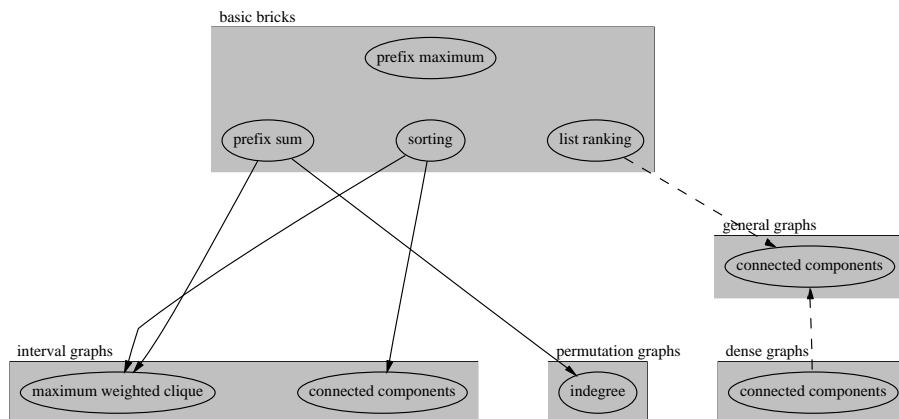 basic bricks
prefix maximum
prefix sum
sorting
list ranking
general graphs
connected components
interval graphs
permutation graphs
dense graphs
maximum weighted clique
connected components
indegree
connected components